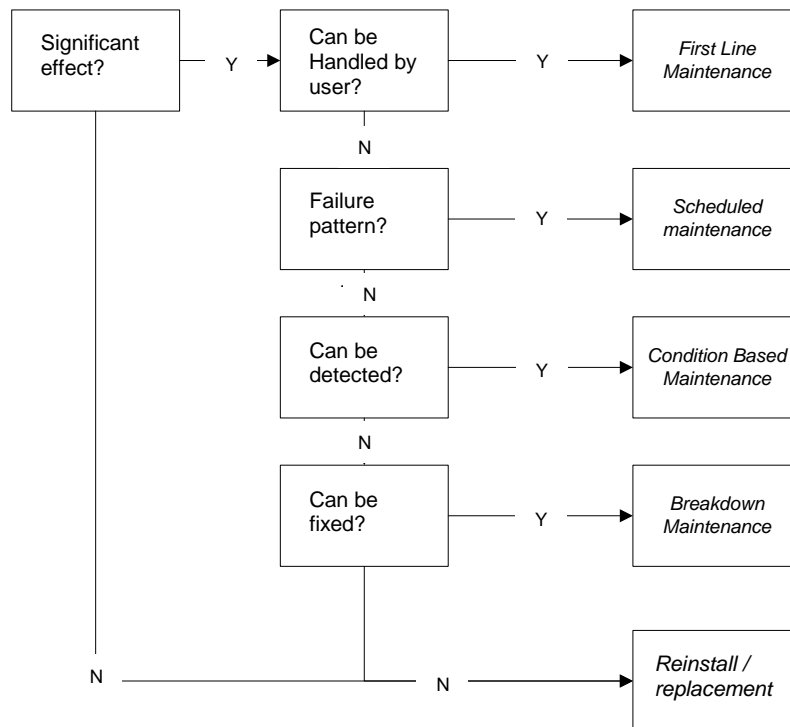 Significant
effect?
Y
Can be
Handled by
user?
Y
First Line
Maintenance
N
Failure
pattern?
Y
Scheduled
maintenance
N
Can be
detected?
Y
Condition Based
Maintenance
N
Can be
fixed?
Y
Breakdown
Maintenance
N
N
Reinstall /
replacement